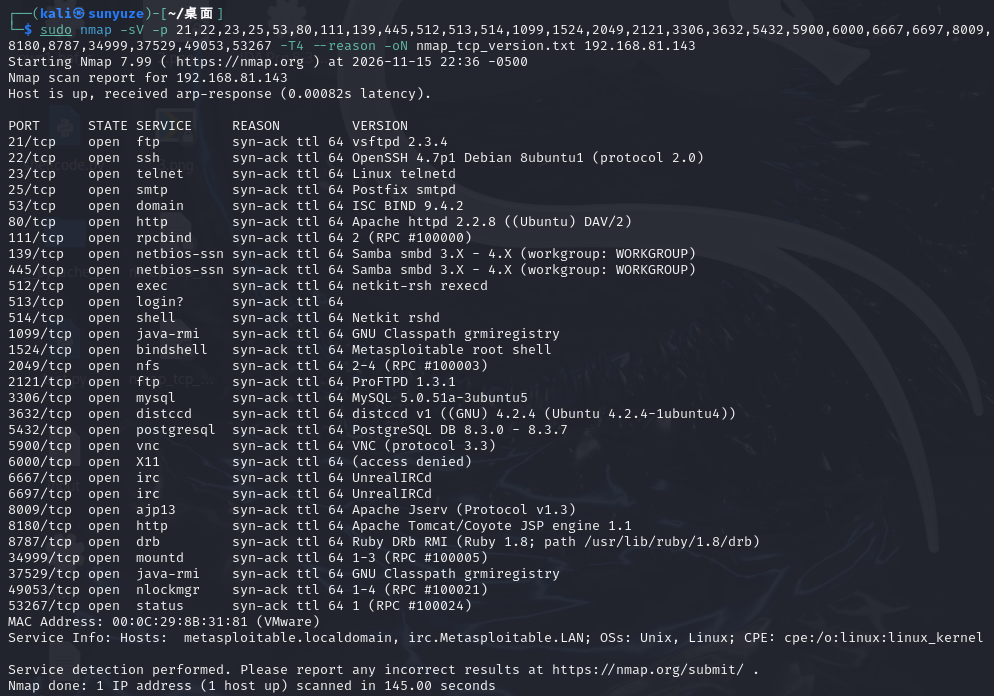 ┌──(kali㉿sunyuze)-[~/桌面]
└─$ sudo nmap -sV -p 21,22,23,25,53,80,111,139,445,512,513,514,1099,1524,2049,2121,3306,3632,5432,5900,6000,6667,6697,8009,
8180,8787,34999,37529,49053,53267 -T4 --reason -oN nmap_tcp_version.txt 192.168.81.143
Starting Nmap 7.99 ( https://nmap.org ) at 2026-11-15 22:36 -0500
Nmap scan report for 192.168.81.143
Host is up, received arp-response (0.00082s latency).

PORT      STATE SERVICE     REASON         VERSION
21/tcp    open  ftp         syn-ack ttl 64 vsftpd 2.3.4
22/tcp    open  ssh         syn-ack ttl 64 OpenSSH 4.7p1 Debian 8ubuntu1 (protocol 2.0)
23/tcp    open  telnet      syn-ack ttl 64 Linux telnetd
25/tcp    open  smtp        syn-ack ttl 64 Postfix smtpd
53/tcp    open  domain      syn-ack ttl 64 ISC BIND 9.4.2
80/tcp    open  http        syn-ack ttl 64 Apache httpd 2.2.8 ((Ubuntu) DAV/2)
111/tcp   open  rpcbind     syn-ack ttl 64 2 (RPC #100000)
139/tcp   open  netbios-ssn syn-ack ttl 64 Samba smbd 3.X - 4.X (workgroup: WORKGROUP)
445/tcp   open  netbios-ssn syn-ack ttl 64 Samba smbd 3.X - 4.X (workgroup: WORKGROUP)
512/tcp   open  exec        syn-ack ttl 64 netkit-rsh rexecd
513/tcp   open  login?      syn-ack ttl 64
514/tcp   open  shell       syn-ack ttl 64 Netkit rshd
1099/tcp  open  java-rmi    syn-ack ttl 64 GNU Classpath grmiregistry
1524/tcp  open  bindshell   syn-ack ttl 64 Metasploitable root shell
2049/tcp  open  nfs         syn-ack ttl 64 2-4 (RPC #100003)
2121/tcp  open  ftp         syn-ack ttl 64 ProFTPD 1.3.1
3306/tcp  open  mysql       syn-ack ttl 64 MySQL 5.0.51a-3ubuntu5
3632/tcp  open  distccd     syn-ack ttl 64 distccd v1 ((GNU) 4.2.4 (Ubuntu 4.2.4-1ubuntu4))
5432/tcp  open  postgresql  syn-ack ttl 64 PostgreSQL DB 8.3.0 - 8.3.7
5900/tcp  open  vnc         syn-ack ttl 64 VNC (protocol 3.3)
6000/tcp  open  X11         syn-ack ttl 64 (access denied)
6667/tcp  open  irc         syn-ack ttl 64 UnrealIRCd
6697/tcp  open  irc         syn-ack ttl 64 UnrealIRCd
8009/tcp  open  ajp13       syn-ack ttl 64 Apache Jserv (Protocol v1.3)
8180/tcp  open  http        syn-ack ttl 64 Apache Tomcat/Coyote JSP engine 1.1
8787/tcp  open  drb         syn-ack ttl 64 Ruby DRb RMI (Ruby 1.8; path /usr/lib/ruby/1.8/drb)
34999/tcp open  mountd      syn-ack ttl 64 1-3 (RPC #100005)
37529/tcp open  java-rmi    syn-ack ttl 64 GNU Classpath grmiregistry
49053/tcp open  nlockmgr    syn-ack ttl 64 1-4 (RPC #100021)
53267/tcp open  status      syn-ack ttl 64 1 (RPC #100024)
MAC Address: 00:0C:29:8B:31:81 (VMware)
Service Info: Hosts:  metasploitable.localdomain, irc.Metasploitable.LAN; OSs: Unix, Linux; CPE: cpe:/o:linux:linux_kernel

Service detection performed. Please report any incorrect results at https://nmap.org/submit/ .
Nmap done: 1 IP address (1 host up) scanned in 145.00 seconds